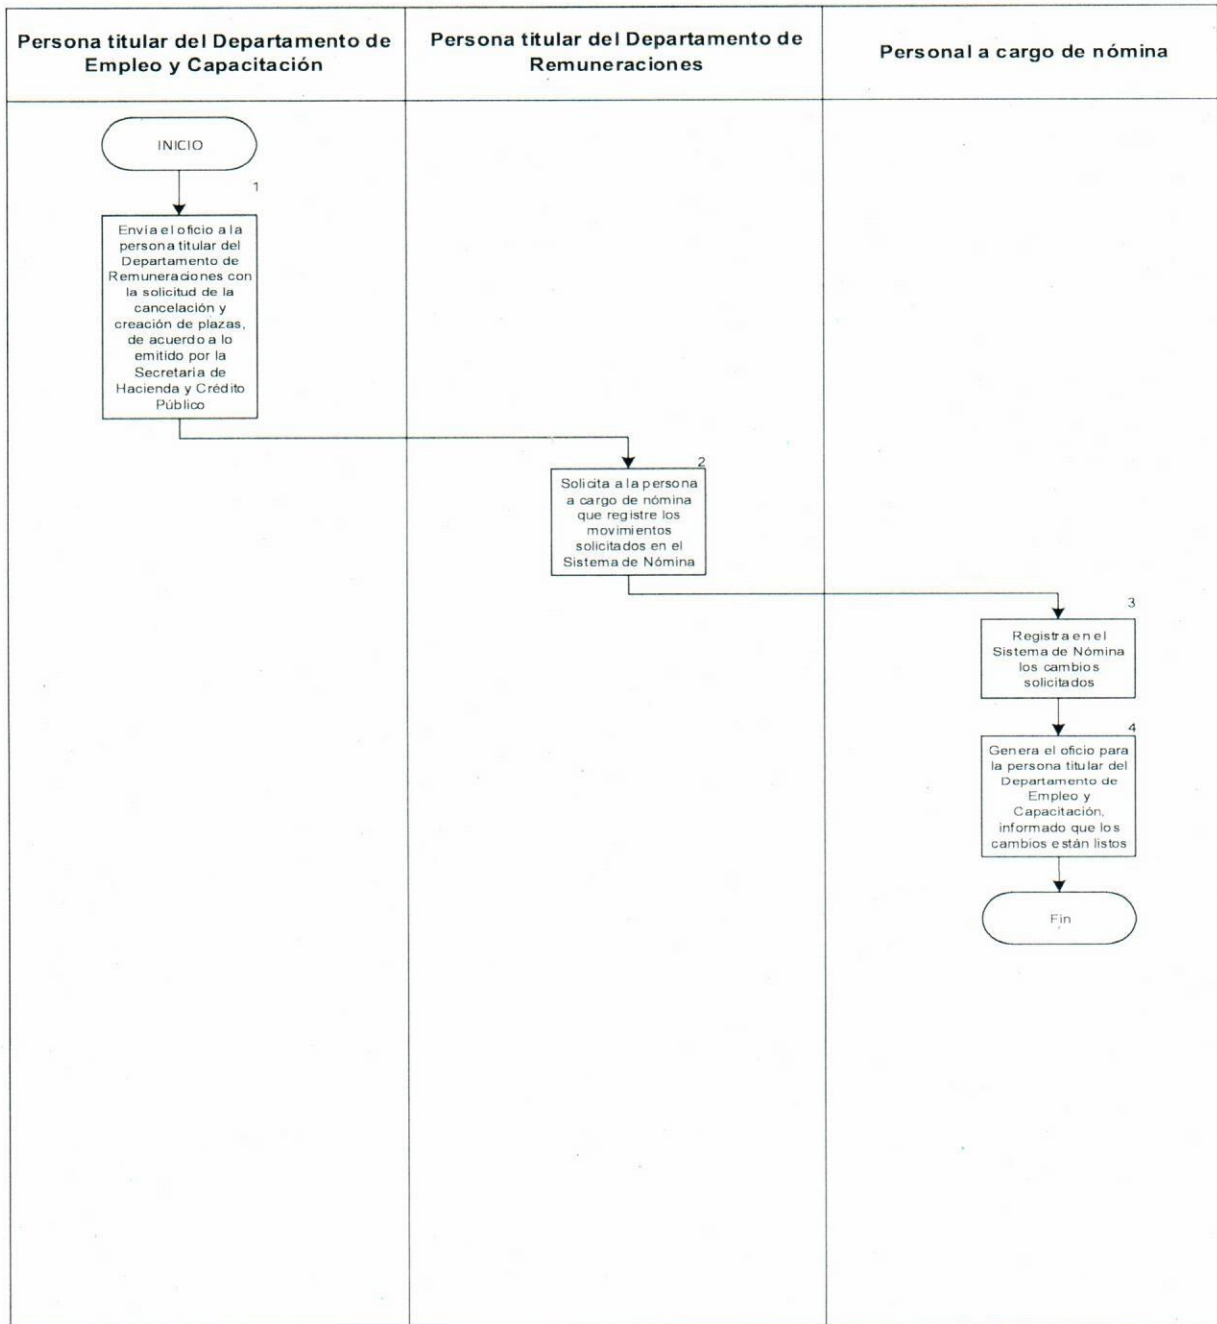 Persona titular del Departamento de
Empleo y Capacitación
Persona titular del Departamento de
Remuneraciones
Personal a cargo de nómina
INICIO
1
Envía el oficio a la
persona titular del
Departamento de
Remuneraciones con
la solicitud de la
cancelación y
creación de plazas,
de acuerdo a lo
emitido por la
Secretaría de
Hacienda y Crédito
Público
2
Solicita a la persona
a cargo de nómina
que registre los
movimientos
solicitados en el
Sistema de Nómina
3
Registra en el
Sistema de Nómina
los cambios
solicitados
4
Genera el oficio para
la persona titular del
Departamento de
Empleo y
Capacitación,
informado que los
cambios están listos
Fin